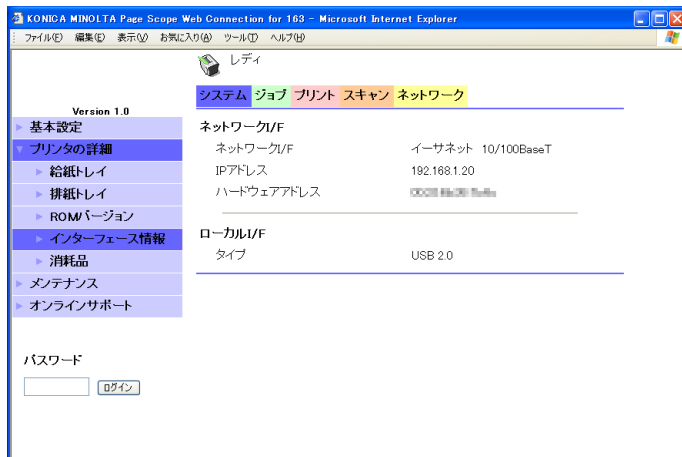 KONICA MINOLTA Page Scope Web Connection for 163 - Microsoft Internet Explorer
ファイル(F) 編集(E) 表示(V) お気に入り(A) ツール(T) ヘルプ(H)
レディ
システム ジョブ プリント スキャン ネットワーク
Version 1.0
基本設定
プリンタの詳細
給紙トレイ
排紙トレイ
ROMバージョン
インターフェース情報
消耗品
メンテナンス
オンラインサポート
パスワード
ログイン
ネットワークI/F
ネットワークI/F イーサネット 10/100BaseT
IPアドレス 192.168.1.20
ハードウェアアドレス
ローカルI/F
タイプ USB 2.0